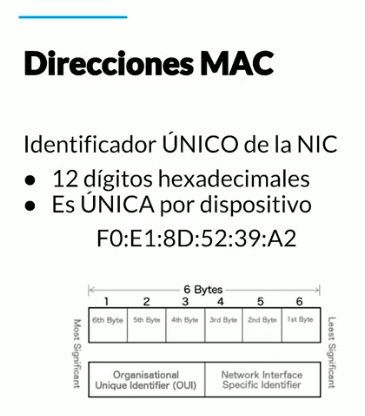 Direcciones MAC
Identificador ÚNICO de la NIC
● 12 dígitos hexadecimales
● Es ÚNICA por dispositivo
F0:E1:8D:52:39:A2
6 Bytes
1 2 3 4 5 6
Most Significant
6th Byte 5th Byte 4th Byte 3rd Byte 2nd Byte 1st Byte
Least Significant
Organisational Unique Identifier (OUI)
Network Interface Specific Identifier